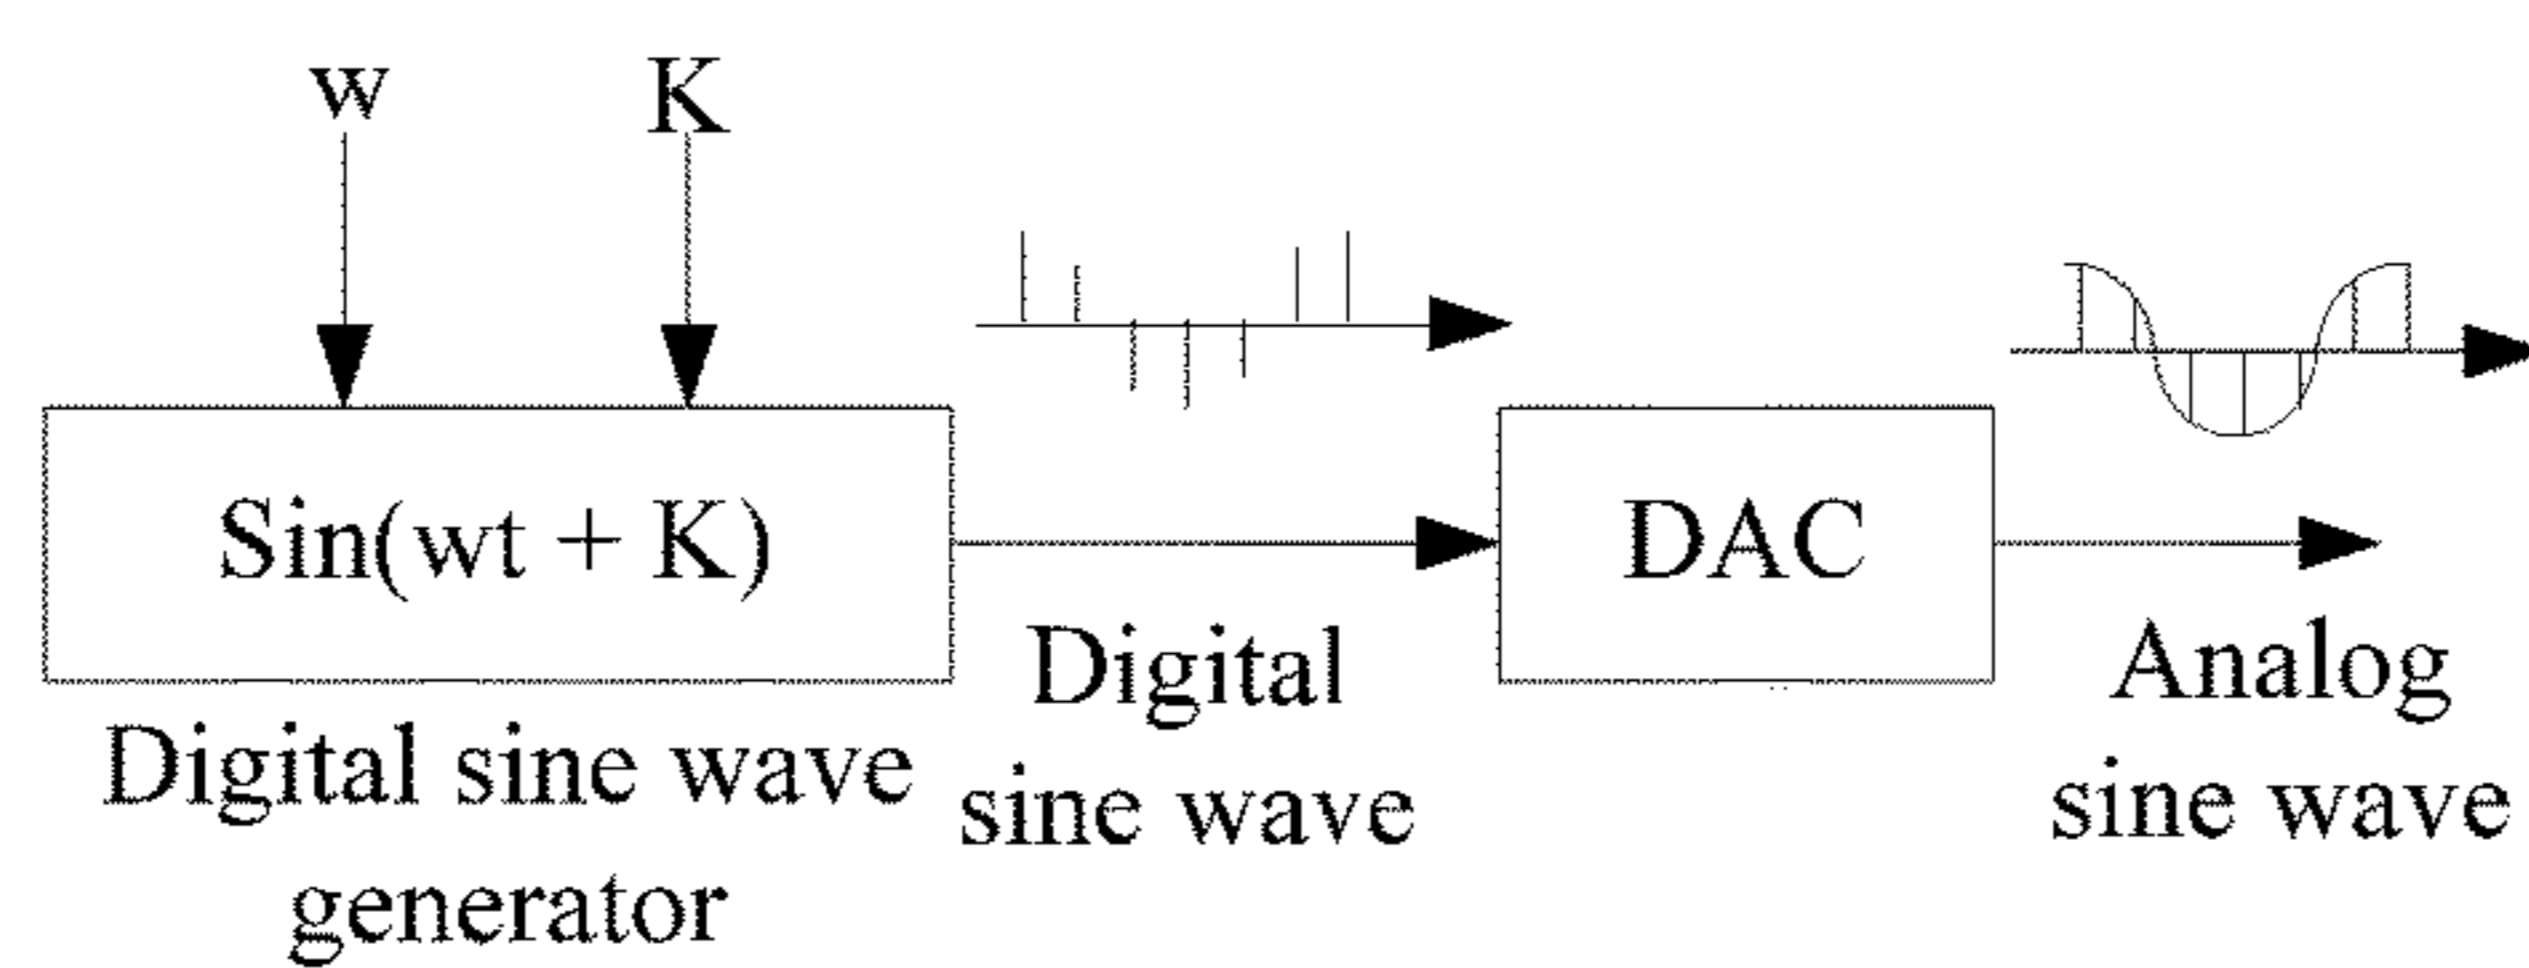 w
K
Sin(wt + K)
DAC
Digital sine wave
generator
Digital
sine wave
Analog
sine wave